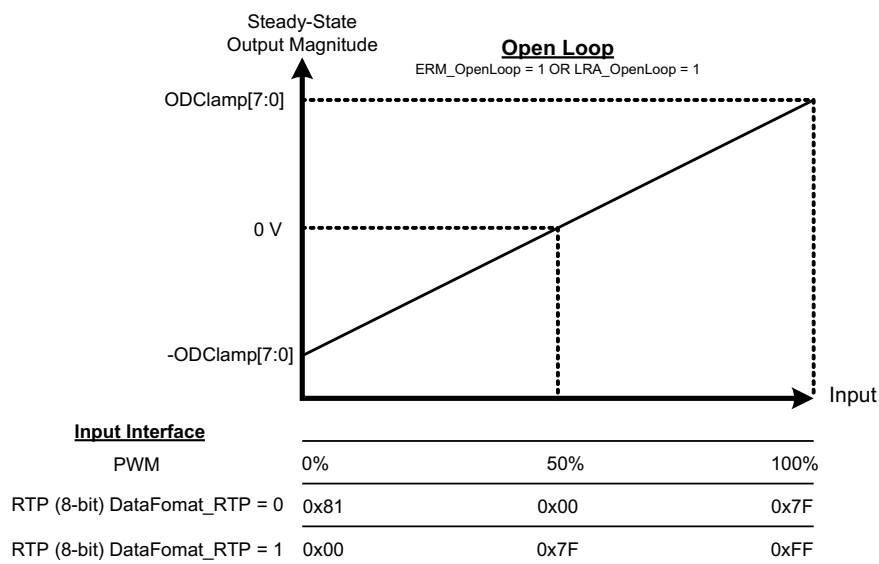 Steady-State
Output Magnitude
Open Loop
ERM_OpenLoop = 1 OR LRA_OpenLoop = 1
ODClamp[7:0]
0 V
-ODClamp[7:0]
Input
Input Interface
PWM 0% 50% 100%
RTP (8-bit) DataFomat_RTP = 0 0x81 0x00 0x7F
RTP (8-bit) DataFomat_RTP = 1 0x00 0x7F 0xFF